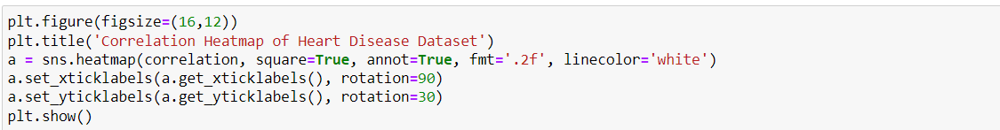 plt.figure(figsize=(16,12))
plt.title('Correlation Heatmap of Heart Disease Dataset')
a = sns.heatmap(correlation, square=True, annot=True, fmt='.2f', linecolor='white')
a.set_xticklabels(a.get_xticklabels(), rotation=90)
a.set_yticklabels(a.get_yticklabels(), rotation=30)
plt.show()